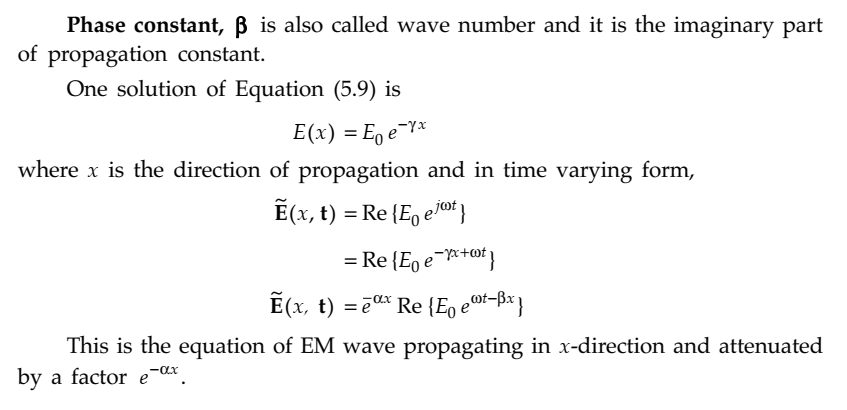 Phase constant, β is also called wave number and it is the imaginary part
of propagation constant.
One solution of Equation (5.9) is
E(x) = E₀ e^{−γx}
where x is the direction of propagation and in time varying form,
Ẽ(x, t) = Re {E₀ e^{jωt}}
= Re {E₀ e^{−γx+ωt}}
Ẽ(x, t) = e̅^{αx} Re {E₀ e^{ωt−βx}}
This is the equation of EM wave propagating in x-direction and attenuated
by a factor e^{−αx}.